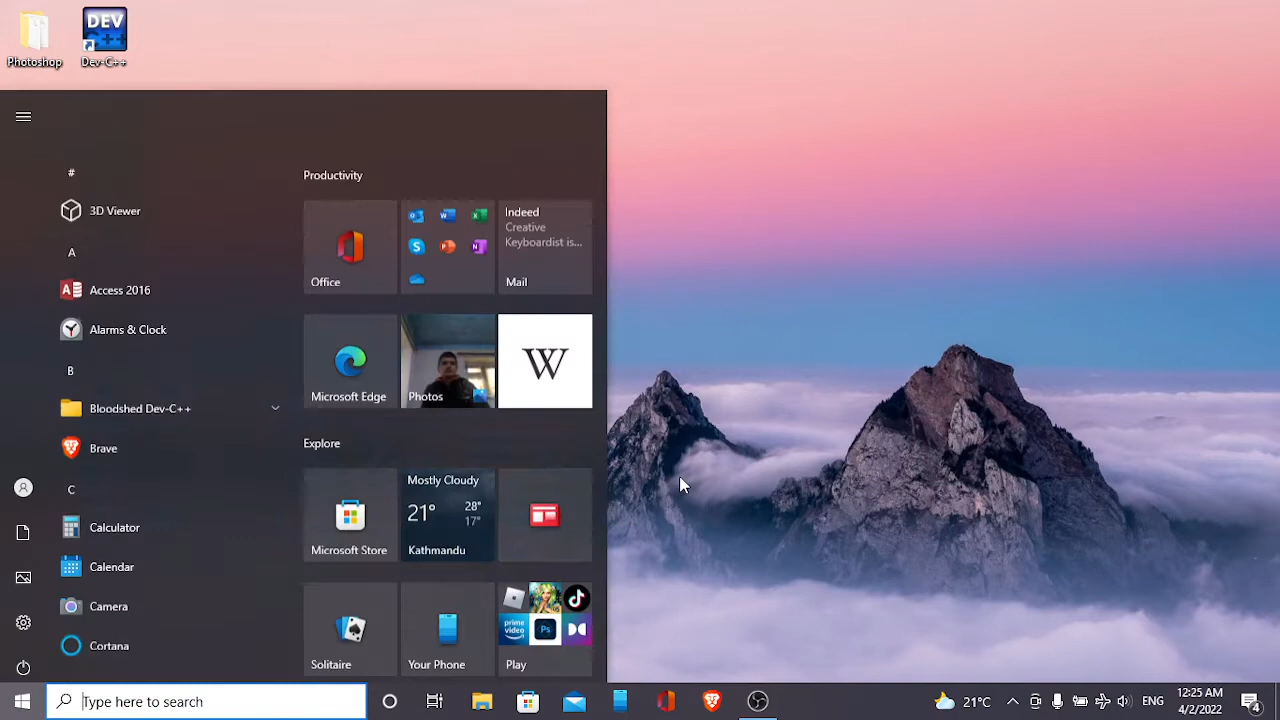 DEV
C++
Photoshop
Dev-C++
#
3D Viewer
A
Access 2016
Alarms & Clock
B
Bloodshed Dev-C++
Brave
C
Calculator
Calendar
Camera
Cortana
Productivity
Office
Indeed
Creative
Keyboardist is...
Mail
Microsoft Edge
Photos
W
Explore
Microsoft Store
Mostly Cloudy
21° 28°
17°
Kathmandu
Solitaire
Your Phone
prime video
Ps
Play
Type here to search
21°C
ENG
12:25 AM
4/2/2022
4